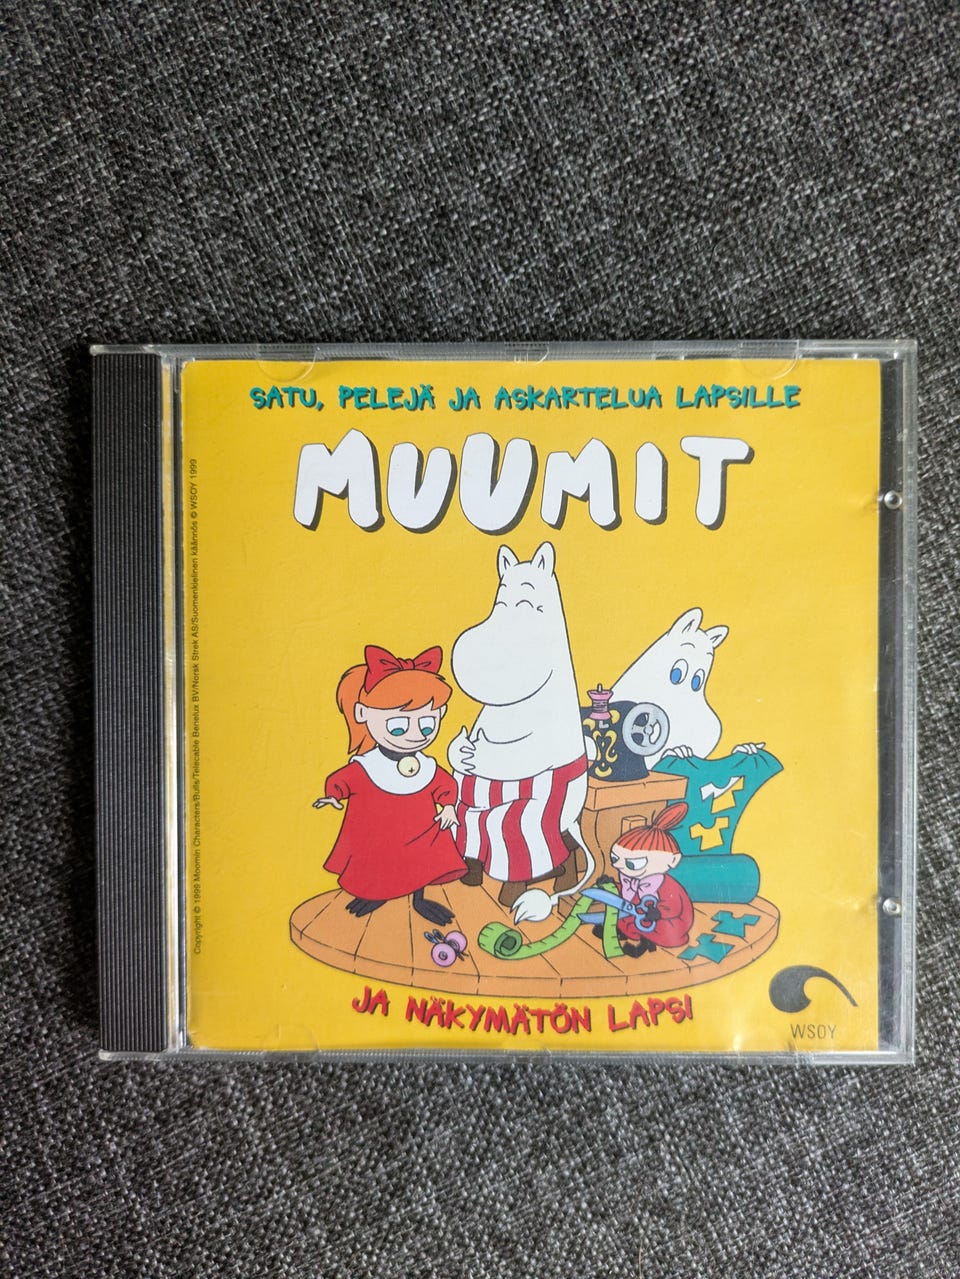 SATU, PELEJÄ JA ASKARTELUA LAPSILLE
MUUMIT
JA NÄKYMÄTÖN LAPSI
WSOY
Copyright © 1999 Moomin Characters/Bulls/Telecable Benelux BV/Norsk Strek AS/Suomenkielinen käännös © WSOY 1999